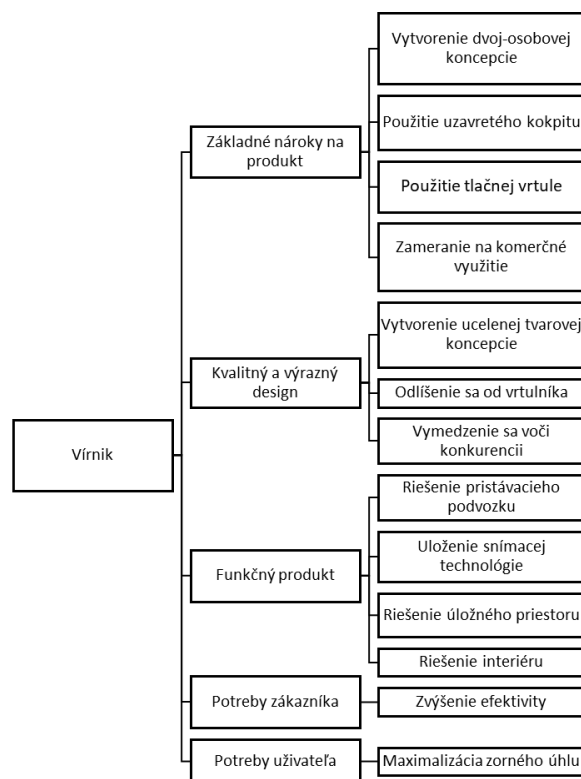 Vírnik
Základné nároky na
produkt
Vytvorenie dvoj-osobovej
koncepcie
Použitie uzavretého kokpitu
Použitie tlačnej vrtule
Zameranie na komerčné
využitie
Kvalitný a výrazný
design
Vytvorenie ucelenej tvarovej
koncepcie
Odlíšenie sa od vrtulníka
Vymedzenie sa voči
konkurencii
Funkčný produkt
Riešenie pristávacieho
podvozku
Uloženie snímacej
technológie
Riešenie úložného priestoru
Riešenie interiéru
Potreby zákazníka
Zvýšenie efektivity
Potreby uživateľa
Maximalizácia zorného úhlu